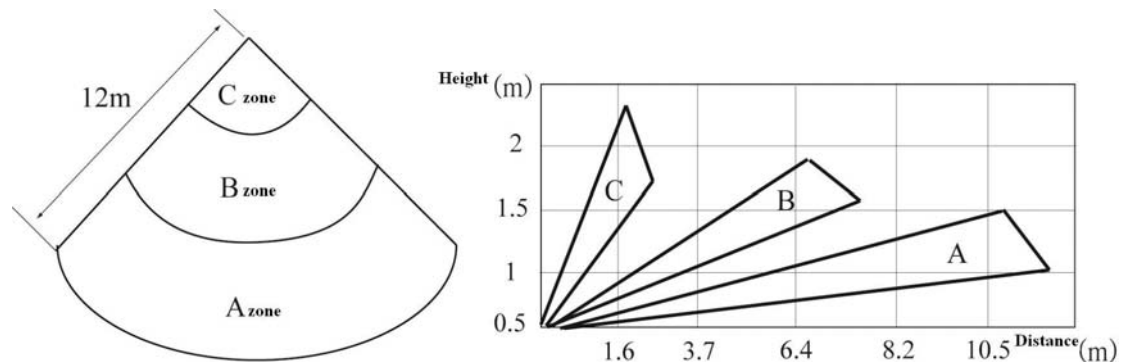 12m
C zone
B zone
A zone
Height (m)
2
1.5
1
0.5
C
B
A
1.6 3.7 6.4 8.2 10.5 Distance (m)